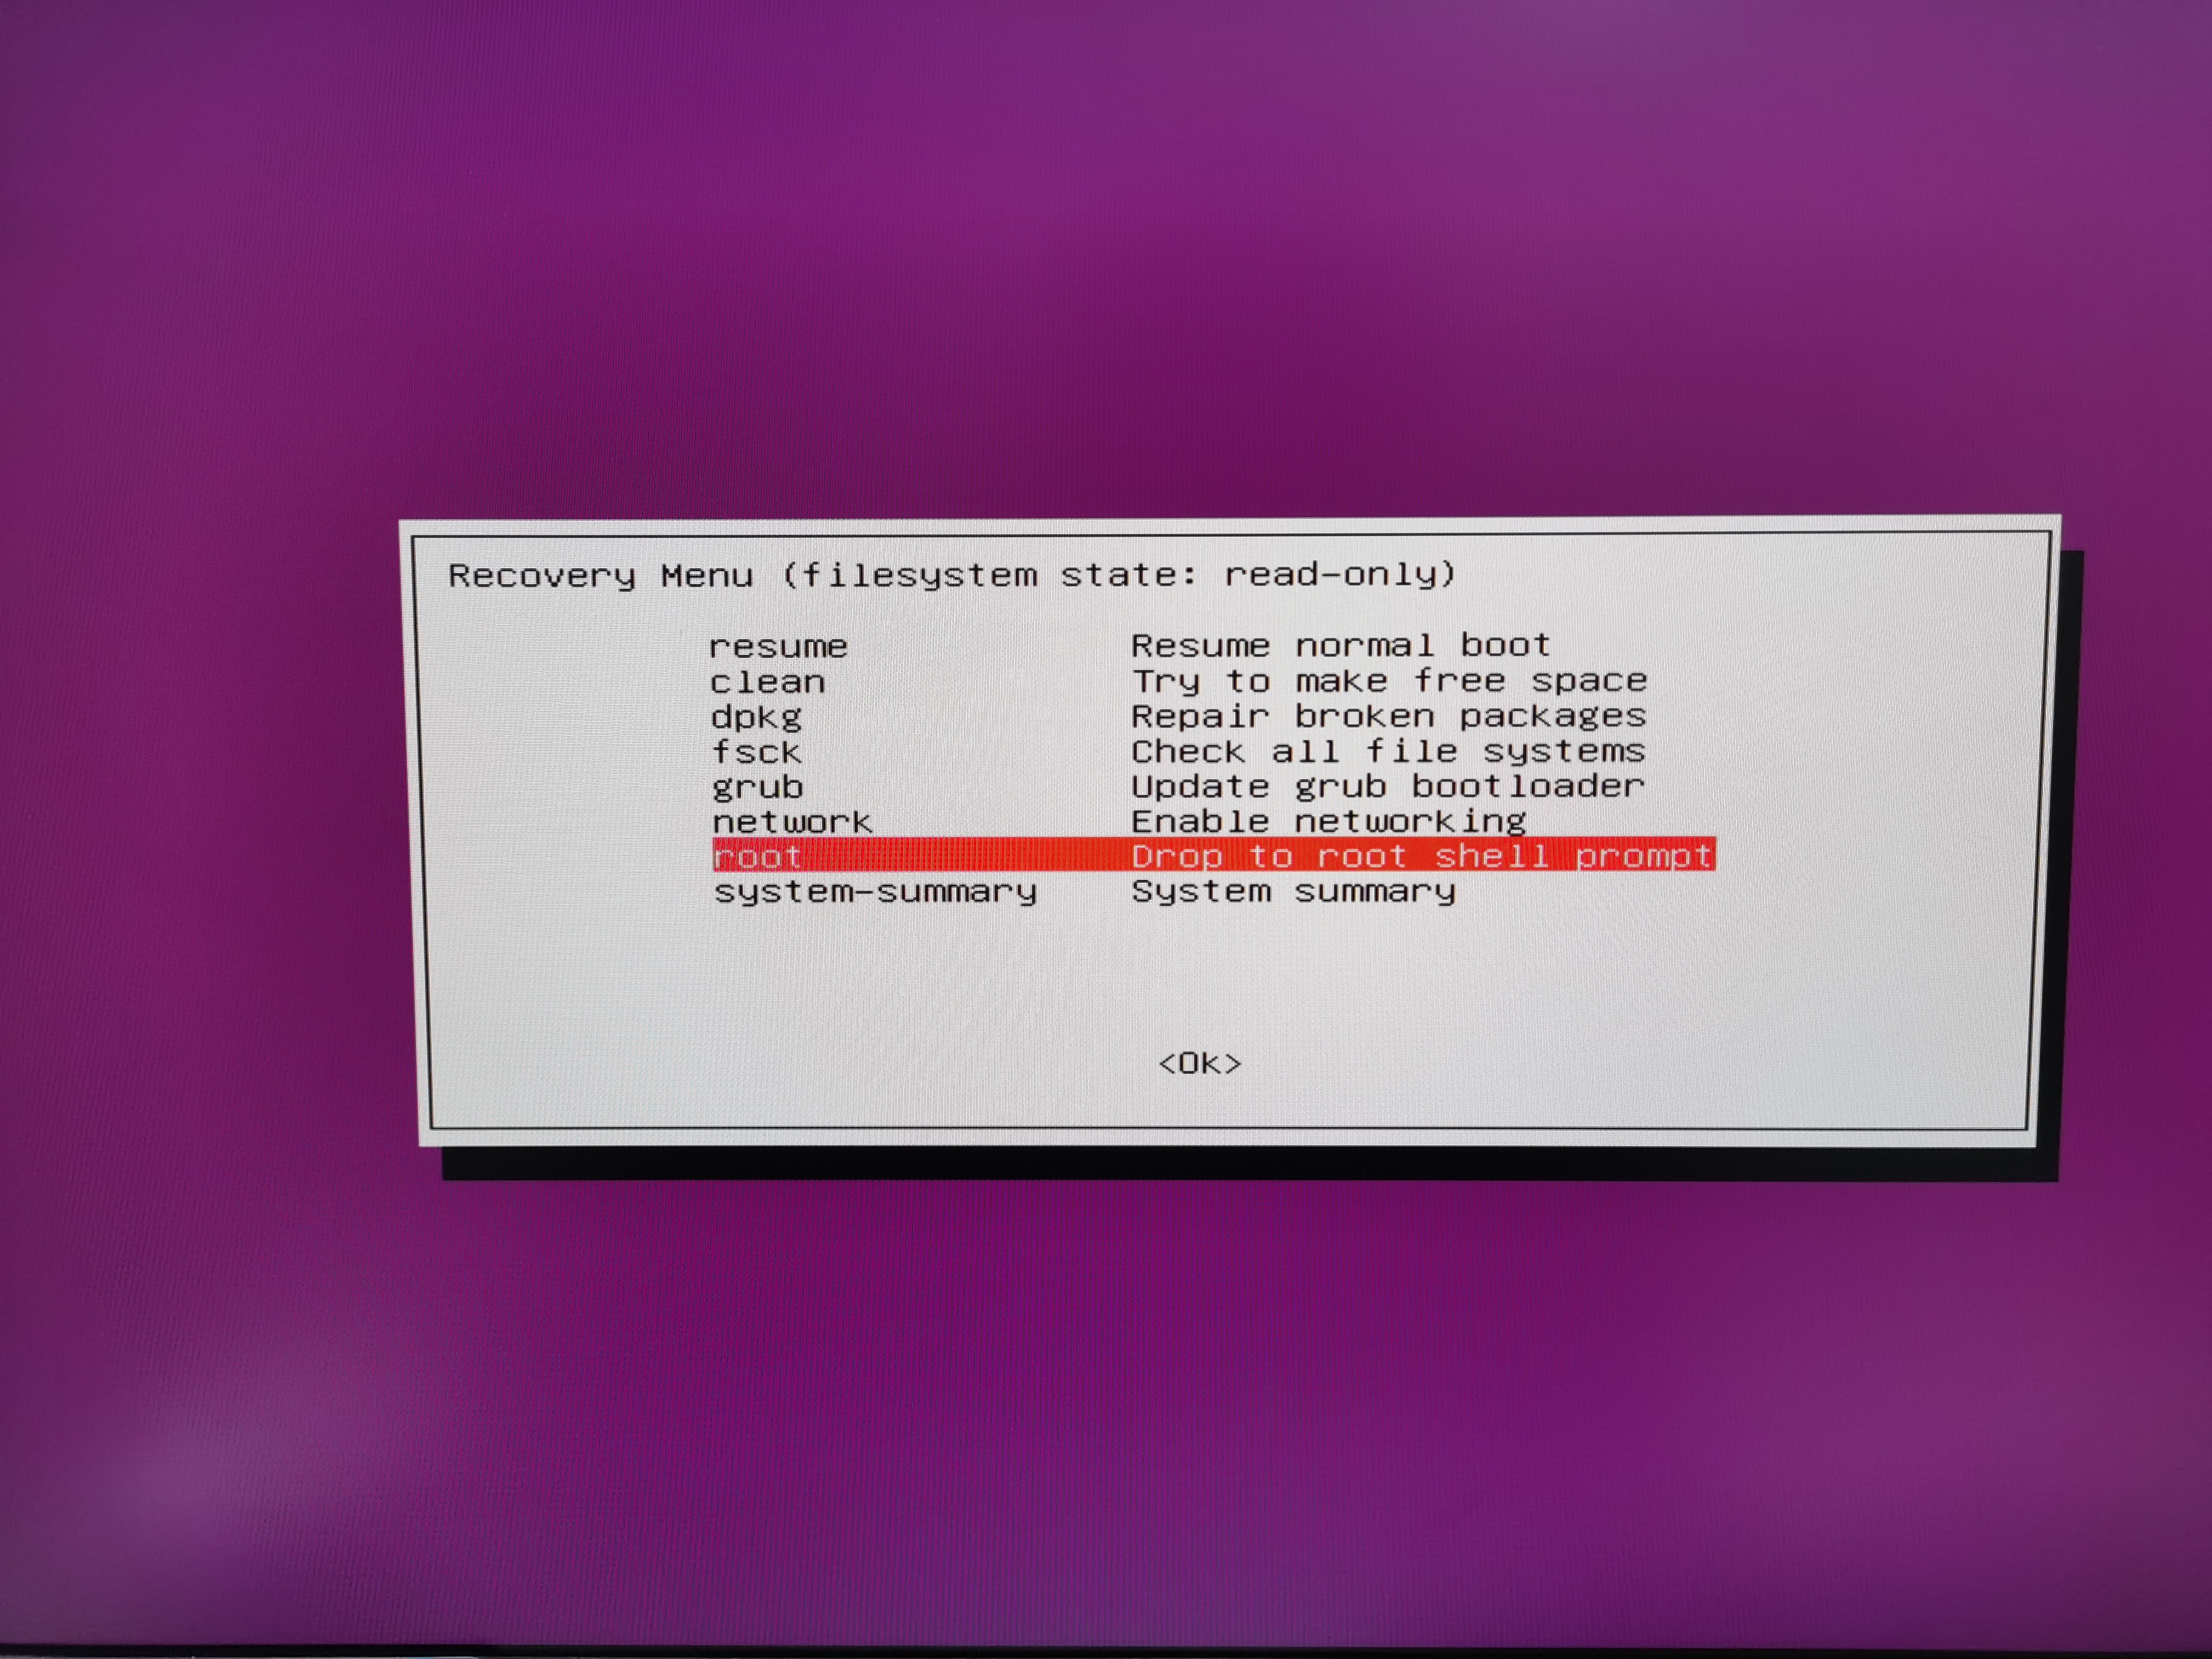 Recovery Menu (filesystem state: read-only)
resume Resume normal boot
clean Try to make free space
dpkg Repair broken packages
fsck Check all file systems
grub Update grub bootloader
network Enable networking
root Drop to root shell prompt
system-summary System summary
<Ok>